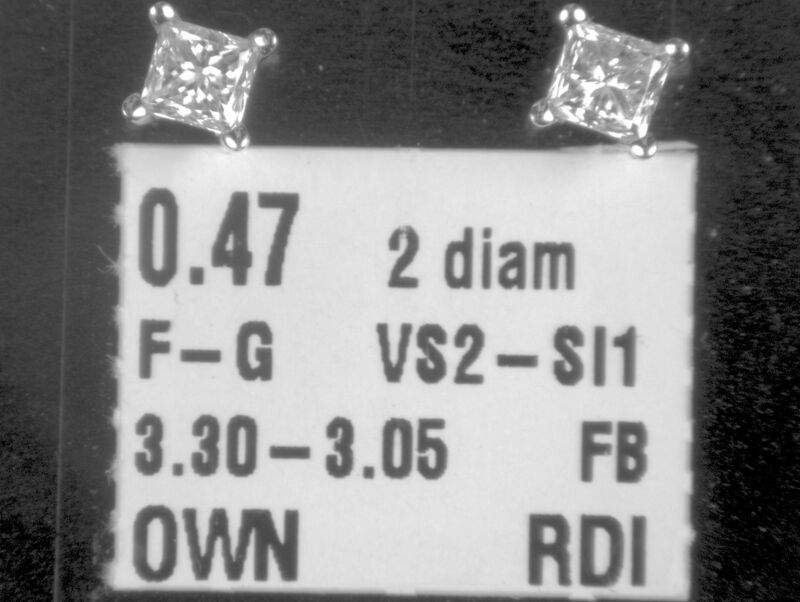 0.47 2 diam
F-G VS2-SI1
3.30-3.05 FB
OWN RDI